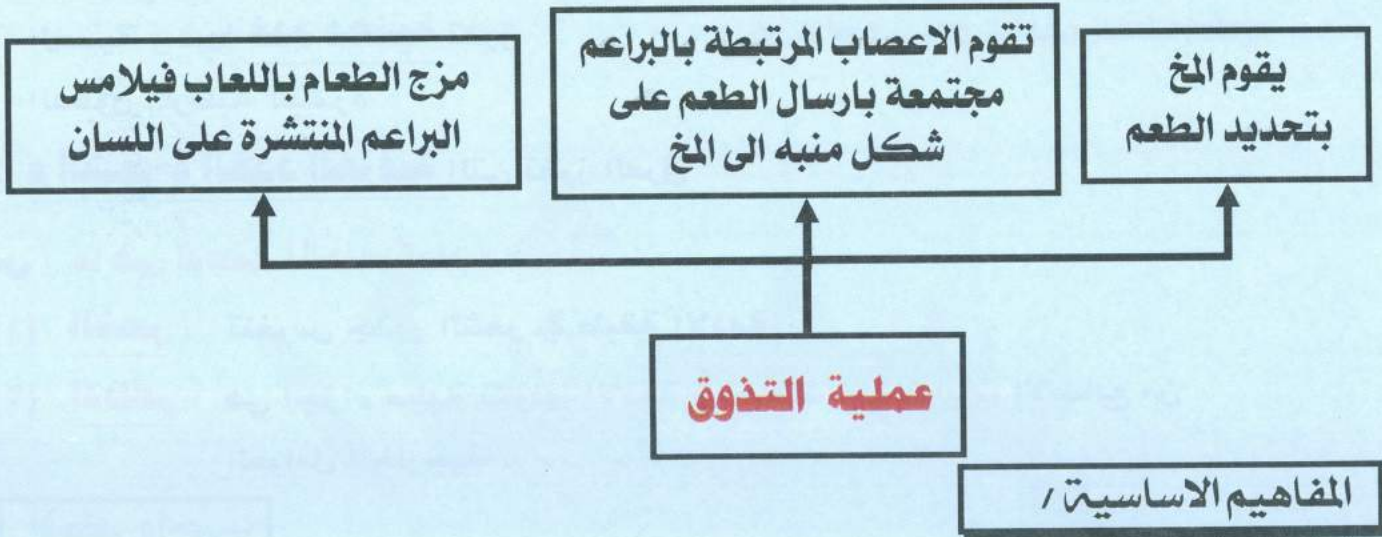 يقوم المخ
بتحديد الطعم
تقوم الاعصاب المرتبطة بالبراعم
مجتمعة بارسال الطعم على
شكل منبه الى المخ
مزج الطعام باللعاب فيلامس
البراعم المنتشرة على اللسان
عملية التذوق
المفاهيم الاساسية /